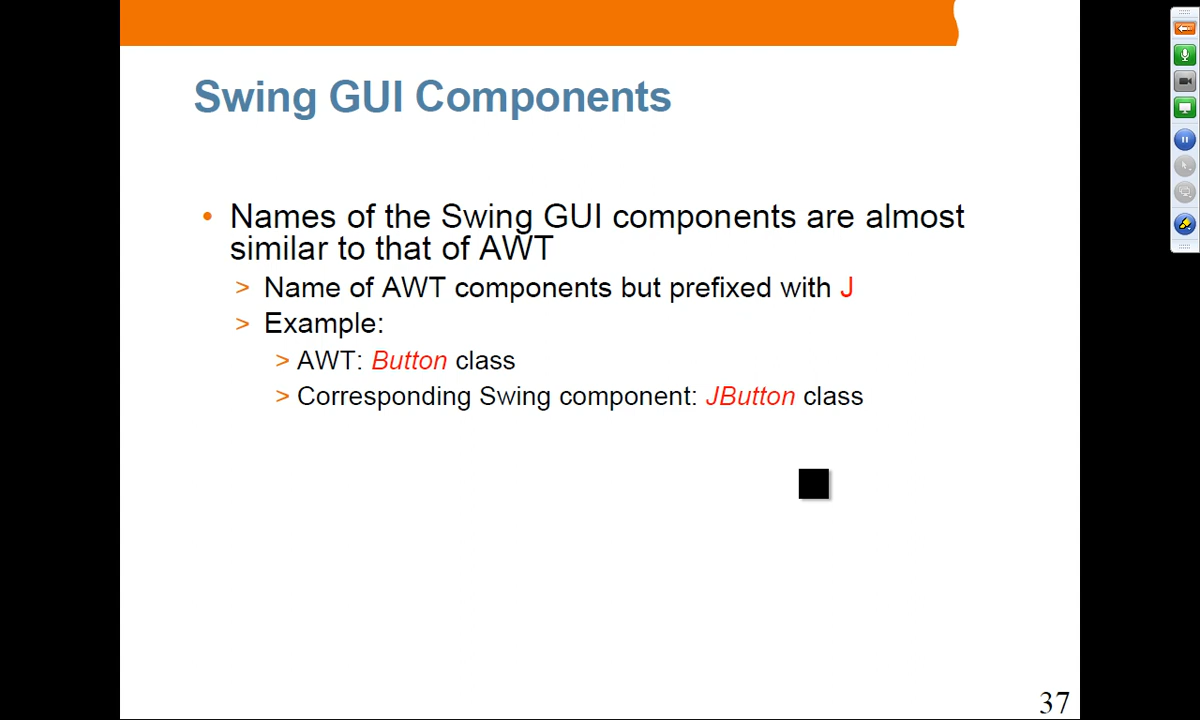 Swing GUI Components
• Names of the Swing GUI components are almost
similar to that of AWT
> Name of AWT components but prefixed with J
> Example:
> AWT: Button class
> Corresponding Swing component: JButton class
37